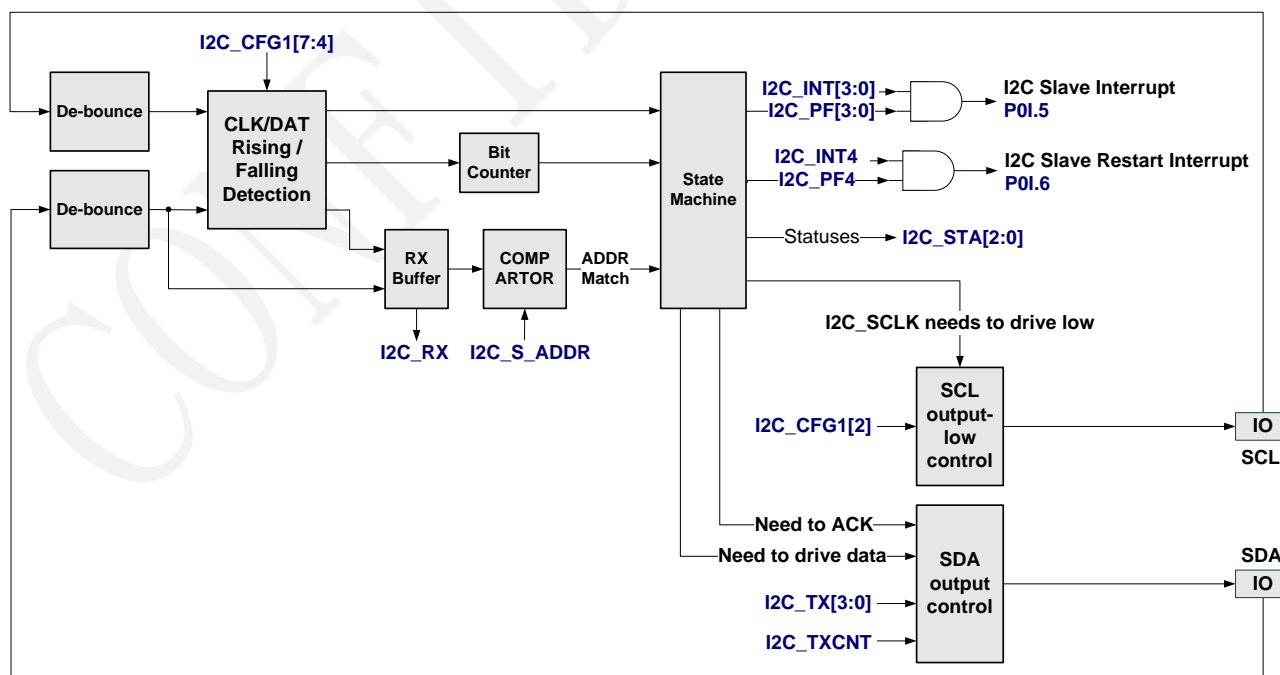 I2C_CFG1[7:4]
De-bounce
CLK/DAT
Rising /
Falling
Detection
De-bounce
Bit
Counter
RX
Buffer
I2C_RX
COMP
ARTOR
I2C_S_ADDR
ADDR
Match
State
Machine
I2C_INT[3:0]
I2C_PF[3:0]
I2C Slave Interrupt
P0I.5
I2C_INT4
I2C_PF4
I2C Slave Restart Interrupt
P0I.6
Statuses
I2C_STA[2:0]
I2C_SCLK needs to drive low
I2C_CFG1[2]
SCL
output-
low
control
IO
SCL
Need to ACK
Need to drive data
I2C_TX[3:0]
I2C_TXCNT
SDA
output
control
SDA
IO